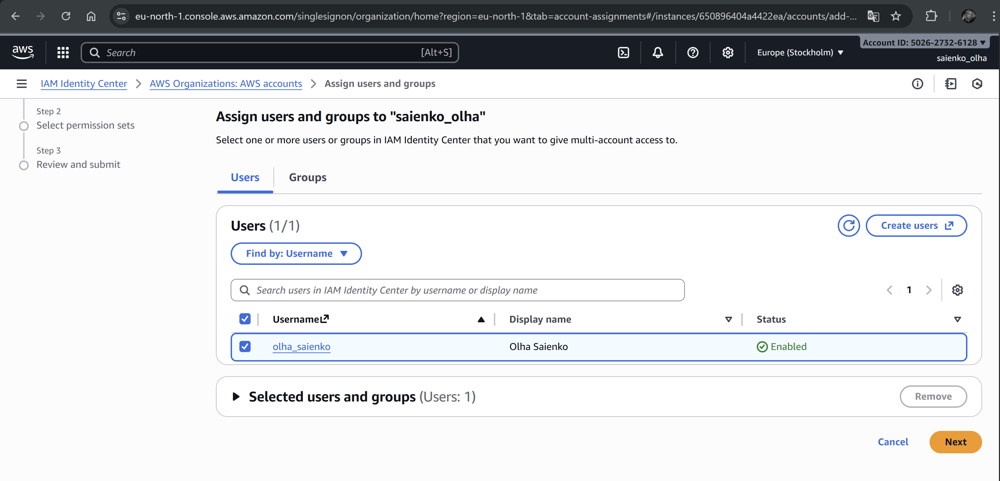 eu-north-1.console.aws.amazon.com/singlesignon/organization/home?region=eu-north-1&tab=account-assignments#/instances/650896404a4422ea/accounts/add-...
aws
Search
[Alt+S]
Europe (Stockholm)
Account ID: 5026-2732-6128
saienko_olha
IAM Identity Center > AWS Organizations: AWS accounts > Assign users and groups
Step 2
Select permission sets
Step 3
Review and submit
Assign users and groups to "saienko_olha"
Select one or more users or groups in IAM Identity Center that you want to give multi-account access to.
Users Groups
Users (1/1)
Create users
Find by: Username
Search users in IAM Identity Center by username or display name
1
Username Display name Status
olha_saienko Olha Saienko Enabled
Selected users and groups (Users: 1)
Remove
Cancel Next